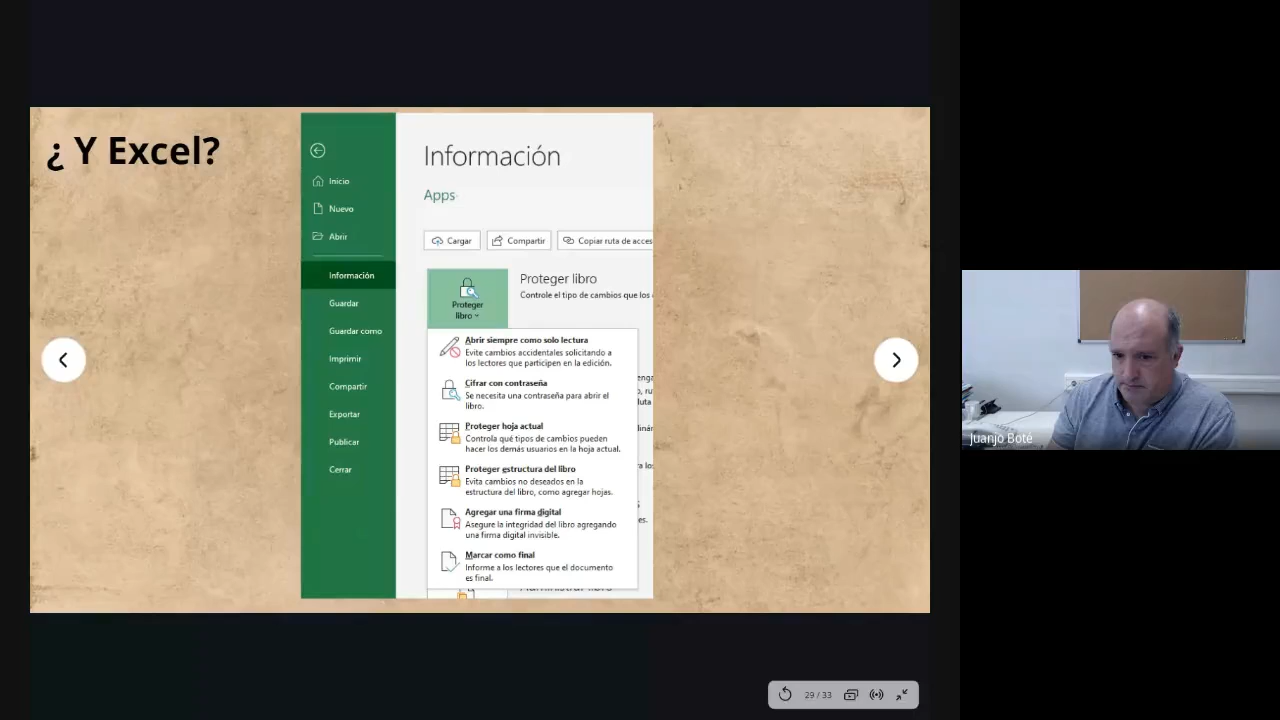 ¿ Y Excel?
Inicio
Nuevo
Abrir
Información
Guardar
Guardar como
Imprimir
Compartir
Exportar
Publicar
Cerrar
Información
Apps
Cargar
Compartir
Copiar ruta de acces
Proteger
libro
Proteger libro
Controle el tipo de cambios que los
Abrir siempre como solo lectura
Evite cambios accidentales solicitando a
los lectores que participen en la edición.
Cifrar con contraseña
Se necesita una contraseña para abrir el
libro.
Proteger hoja actual
Controla qué tipos de cambios pueden
hacer los demás usuarios en la hoja actual.
Proteger estructura del libro
Evita cambios no deseados en la
estructura del libro, como agregar hojas.
Agregar una firma digital
Asegure la integridad del libro agregando
una firma digital invisible.
Marcar como final
Informe a los lectores que el documento
es final.
Juanjo Boté
29 / 33